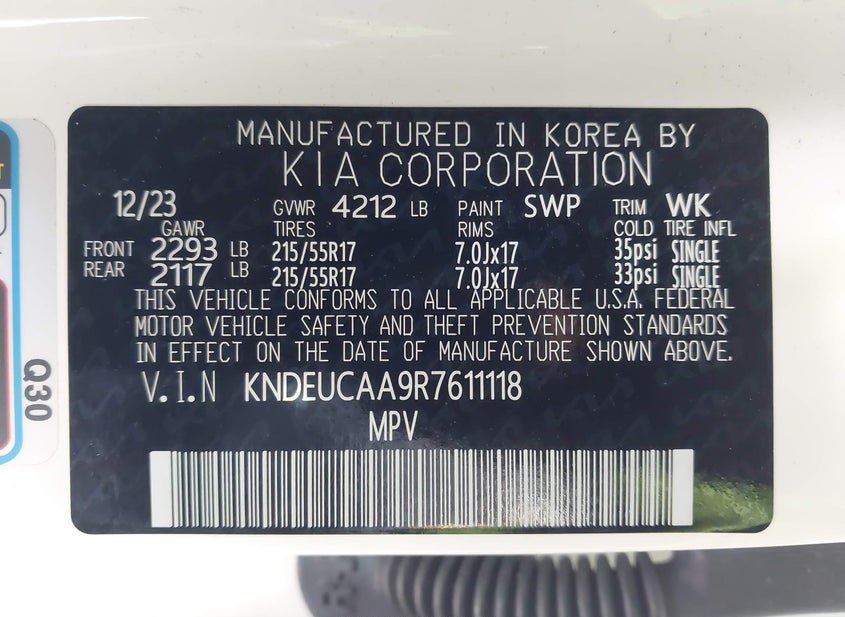 MANUFACTURED IN KOREA BY
KIA CORPORATION
12/23 GVWR 4212 LB PAINT SWP TRIM WK
GAWR TIRES RIMS COLD TIRE INFL
FRONT 2293 LB 215/55R17 7.0Jx17 35psi SINGLE
REAR 2117 LB 215/55R17 7.0Jx17 33psi SINGLE
THIS VEHICLE CONFORMS TO ALL APPLICABLE U.S.A. FEDERAL
MOTOR VEHICLE SAFETY AND THEFT PREVENTION STANDARDS
IN EFFECT ON THE DATE OF MANUFACTURE SHOWN ABOVE.
V.I.N KNDEUCAA9R7611118
MPV
Q30